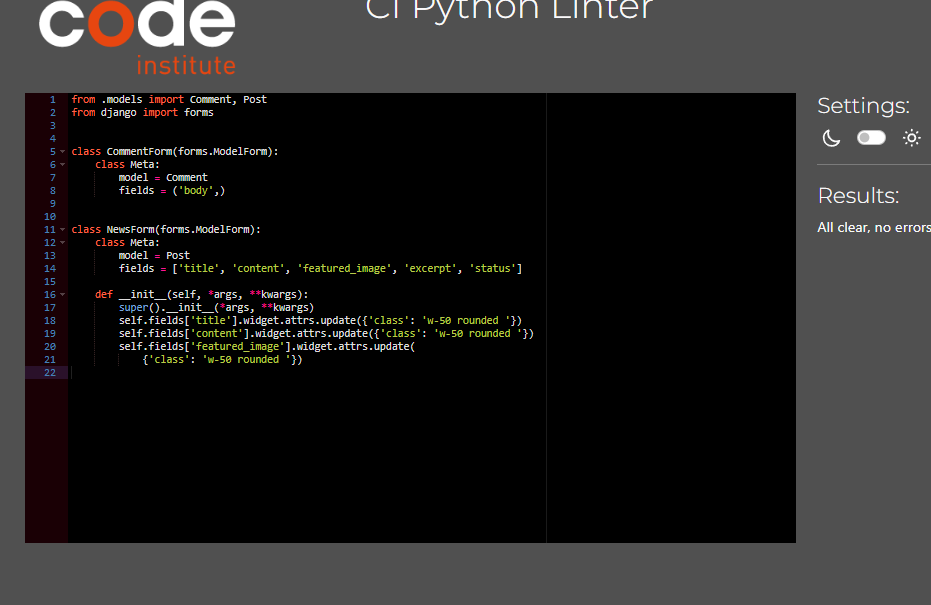 code
institute
CI Python Linter
1 from .models import Comment, Post
2 from django import forms
3
4
5 class CommentForm(forms.ModelForm):
6     class Meta:
7         model = Comment
8         fields = ('body',)
9
10
11 class NewsForm(forms.ModelForm):
12     class Meta:
13         model = Post
14         fields = ['title', 'content', 'featured_image', 'excerpt', 'status']
15
16     def __init__(self, *args, **kwargs):
17         super().__init__(*args, **kwargs)
18         self.fields['title'].widget.attrs.update({'class': 'w-50 rounded '})
19         self.fields['content'].widget.attrs.update({'class': 'w-50 rounded '})
20         self.fields['featured_image'].widget.attrs.update(
21             {'class': 'w-50 rounded '})
22
Settings:
Results:
All clear, no errors